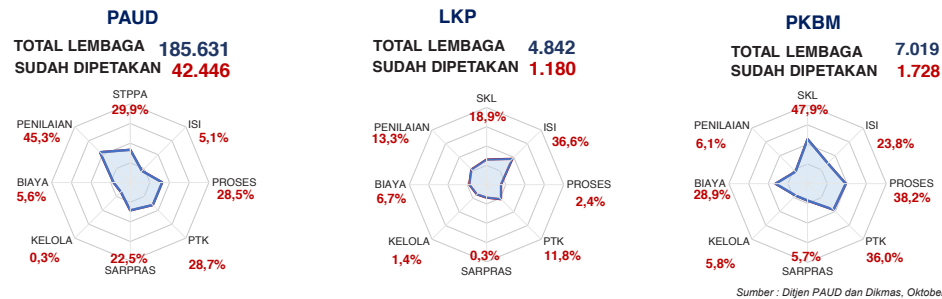 PAUD
TOTAL LEMBAGA 185.631
SUDAH DIPETAKAN 42.446
STPPA
29,9%
PENILAIAN
45,3%
ISI
5,1%
BIAYA
5,6%
PROSES
28,5%
KELOLA
0,3%
PTK
28,7%
22,5%
SARPRAS
LKP
TOTAL LEMBAGA 4.842
SUDAH DIPETAKAN 1.180
SKL
18,9%
PENILAIAN
13,3%
ISI
36,6%
BIAYA
6,7%
PROSES
2,4%
KELOLA
1,4%
PTK
11,8%
0,3%
SARPRAS
PKBM
TOTAL LEMBAGA 7.019
SUDAH DIPETAKAN 1.728
SKL
47,9%
PENILAIAN
6,1%
ISI
23,8%
BIAYA
28,9%
PROSES
38,2%
KELOLA
5,8%
PTK
36,0%
5,7%
SARPRAS
Sumber : Ditjen PAUD dan Dikmas, Oktober